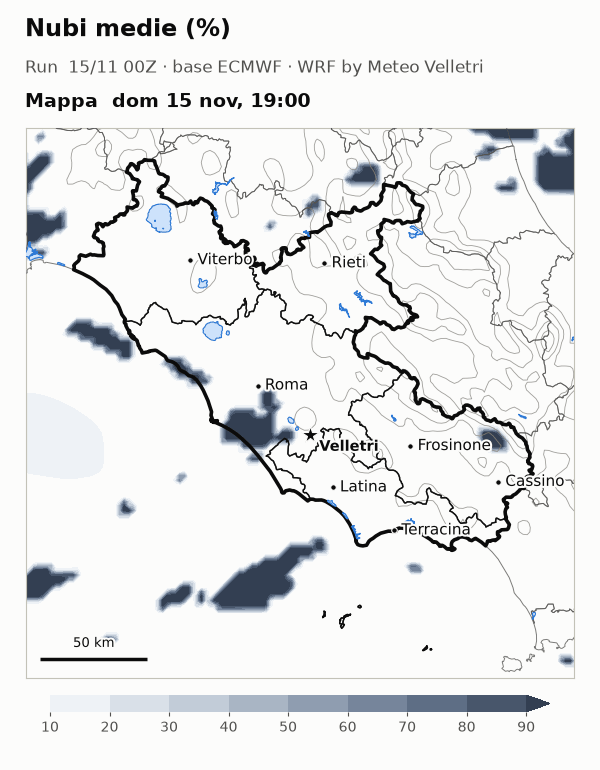 Nubi medie (%)
Run 15/11 00Z · base ECMWF · WRF by Meteo Velletri
Mappa dom 15 nov, 19:00
Viterbo
Rieti
Roma
Velletri
Frosinone
Cassino
Latina
Terracina
50 km
10 20 30 40 50 60 70 80 90